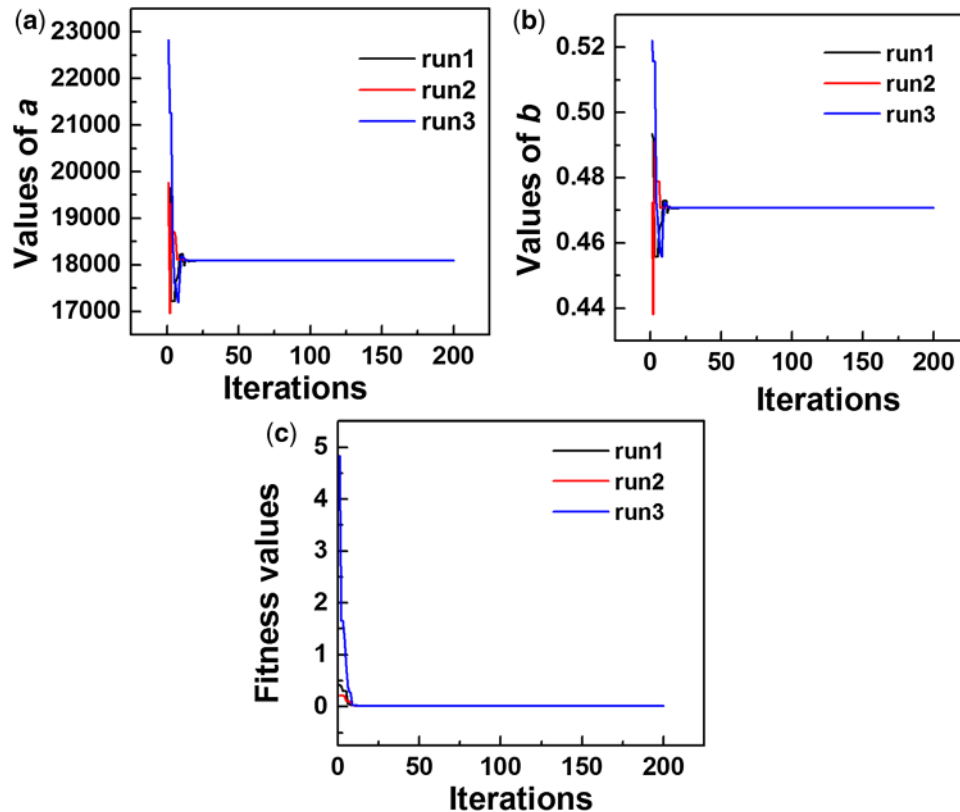 (a)
Values of a
23000
22000
21000
20000
19000
18000
17000
run1
run2
run3
0 50 100 150 200
Iterations
(b)
Values of b
0.52
0.50
0.48
0.46
0.44
run1
run2
run3
0 50 100 150 200
Iterations
(c)
Fitness values
5
4
3
2
1
0
run1
run2
run3
0 50 100 150 200
Iterations